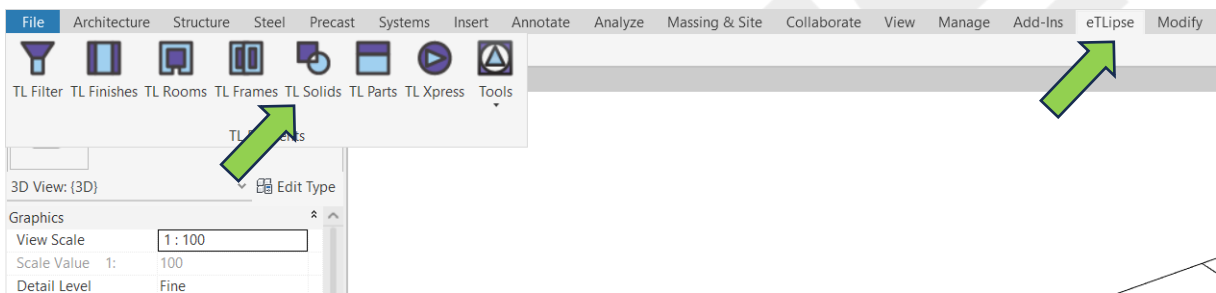 File Architecture Structure Steel Precast Systems Insert Annotate Analyze Massing & Site Collaborate View Manage Add-Ins eTLipse Modify
TL Filter TL Finishes TL Rooms TL Frames TL Solids TL Parts TL Xpress Tools
3D View: {3D} Edit Type
Graphics
View Scale 1 : 100
Scale Value 1: 100
Detail Level Fine